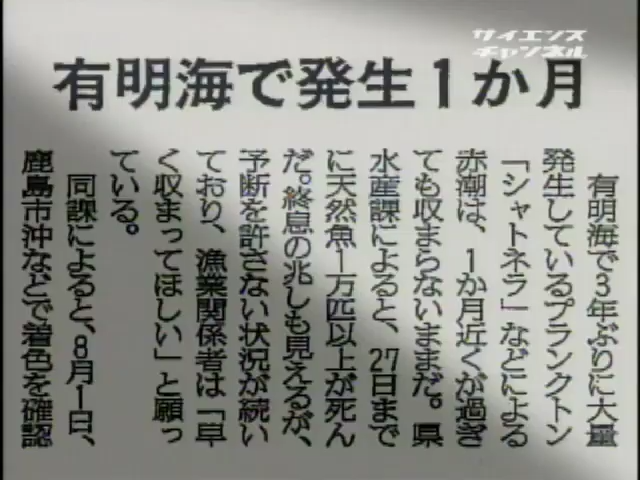 サイエンス
チャンネル
有明海で発生1か月
有明海で3年ぶりに大量
発生しているプランクトン
「シャトネラ」などによる
赤潮は、1か月近くが過ぎ
ても収まらないままだ。県
水産課によると、27日まで
に天然魚1万匹以上が死ん
だ。終息の兆しも見えるが、
予断を許さない状況が続い
ており、漁業関係者は「早
く収まってほしい」と願っ
ている。
同課によると、8月1日、
鹿島市沖などで着色を確認